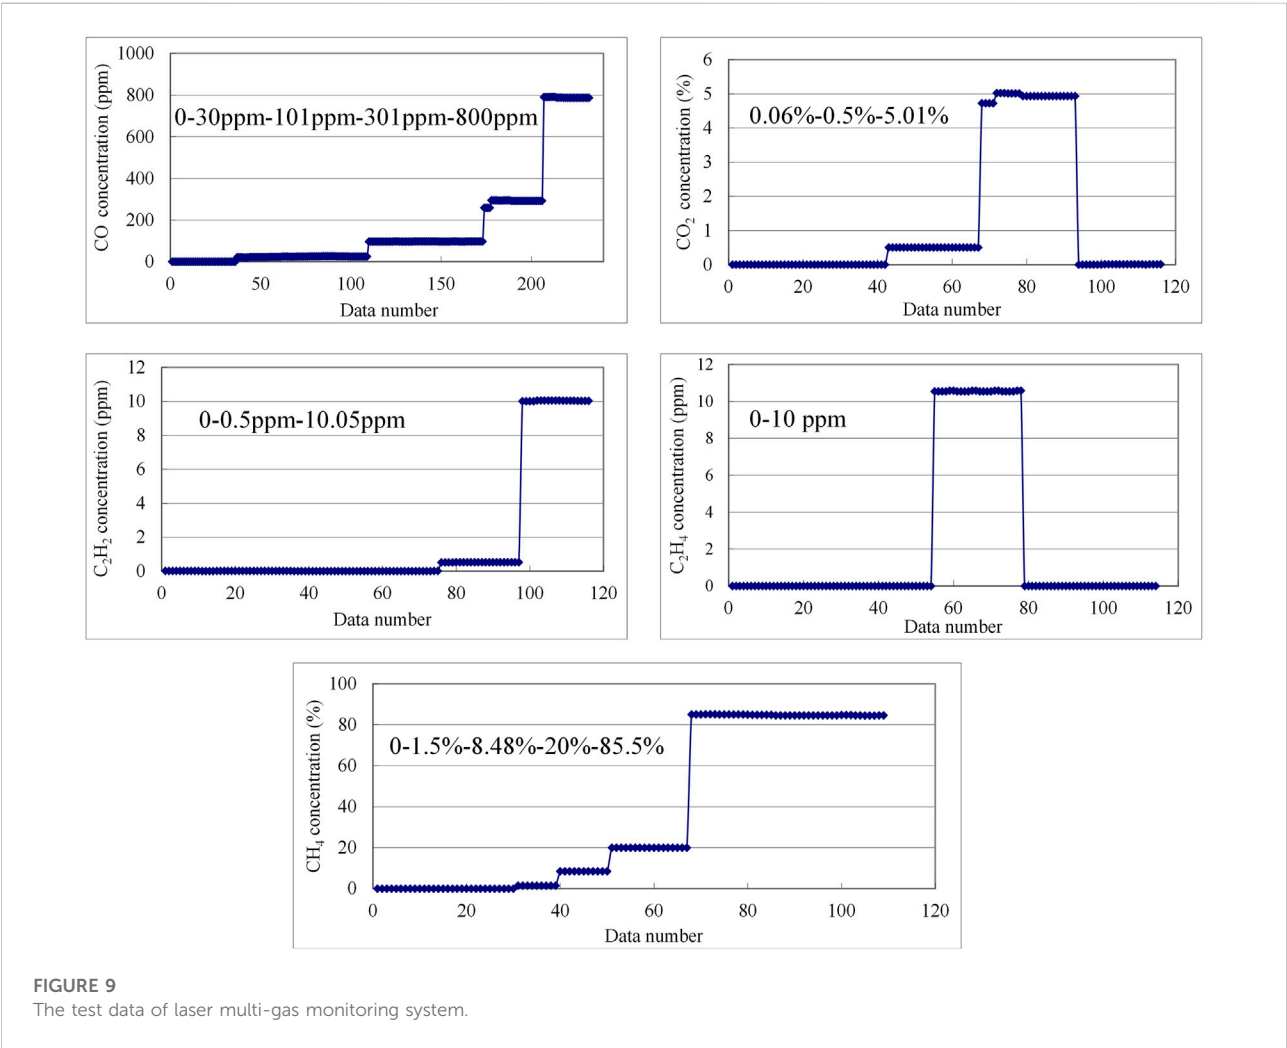 CO concentration (ppm)
1000
800
600
400
200
0
0-30ppm-101ppm-301ppm-800ppm
0 50 100 150 200
Data number
CO₂ concentration (%)
6
5
4
3
2
1
0
0.06%-0.5%-5.01%
0 20 40 60 80 100 120
Data number
C₂H₂ concentration (ppm)
12
10
8
6
4
2
0
0-0.5ppm-10.05ppm
0 20 40 60 80 100 120
Data number
C₂H₄ concentration (ppm)
12
10
8
6
4
2
0
0-10 ppm
0 20 40 60 80 100 120
Data number
CH₄ concentration (%)
100
80
60
40
20
0
0-1.5%-8.48%-20%-85.5%
0 20 40 60 80 100 120
Data number
FIGURE 9
The test data of laser multi-gas monitoring system.